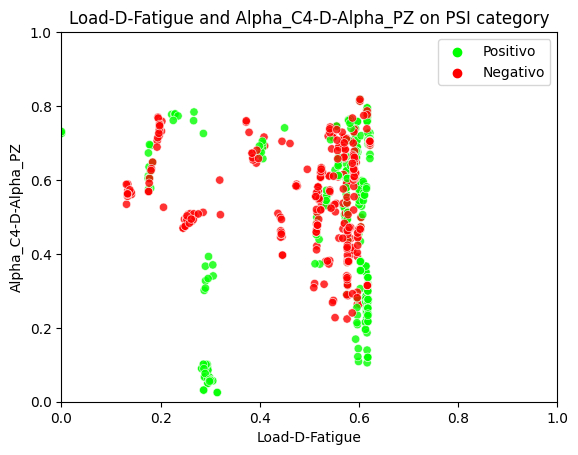 Load-D-Fatigue and Alpha_C4-D-Alpha_PZ on PSI category
Positivo
Negativo
Alpha_C4-D-Alpha_PZ
1.0
0.8
0.6
0.4
0.2
0.0
0.0 0.2 0.4 0.6 0.8 1.0
Load-D-Fatigue